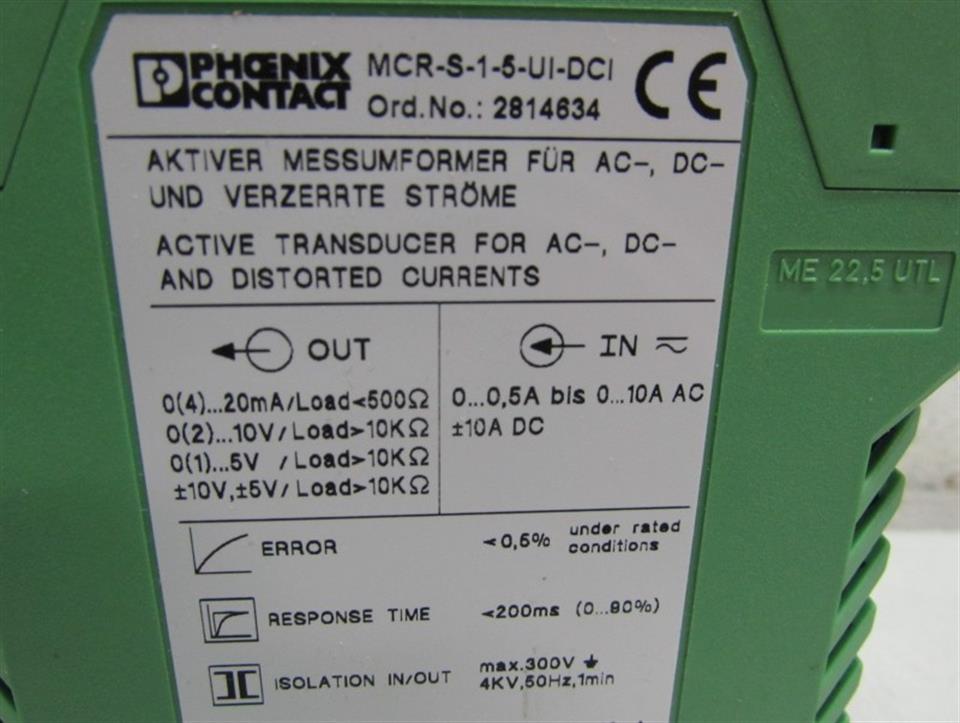 PHŒNIX
CONTACT
MCR-S-1-5-UI-DCI
Ord.No.: 2814634
CE
AKTIVER MESSUMFORMER FÜR AC-, DC-
UND VERZERRTE STRÖME
ACTIVE TRANSDUCER FOR AC-, DC-
AND DISTORTED CURRENTS
ME 22,5 UTL
OUT
0(4)...20mA/Load<500Ω
0(2)...10V/Load>10KΩ
0(1)...5V /Load>10KΩ
±10V,±5V/Load>10KΩ
IN
0...0,5A bis 0...10A AC
±10A DC
ERROR <0,5% under rated
conditions
RESPONSE TIME <200ms (0...90%)
ISOLATION IN/OUT max.300V
4KV,50Hz,1min